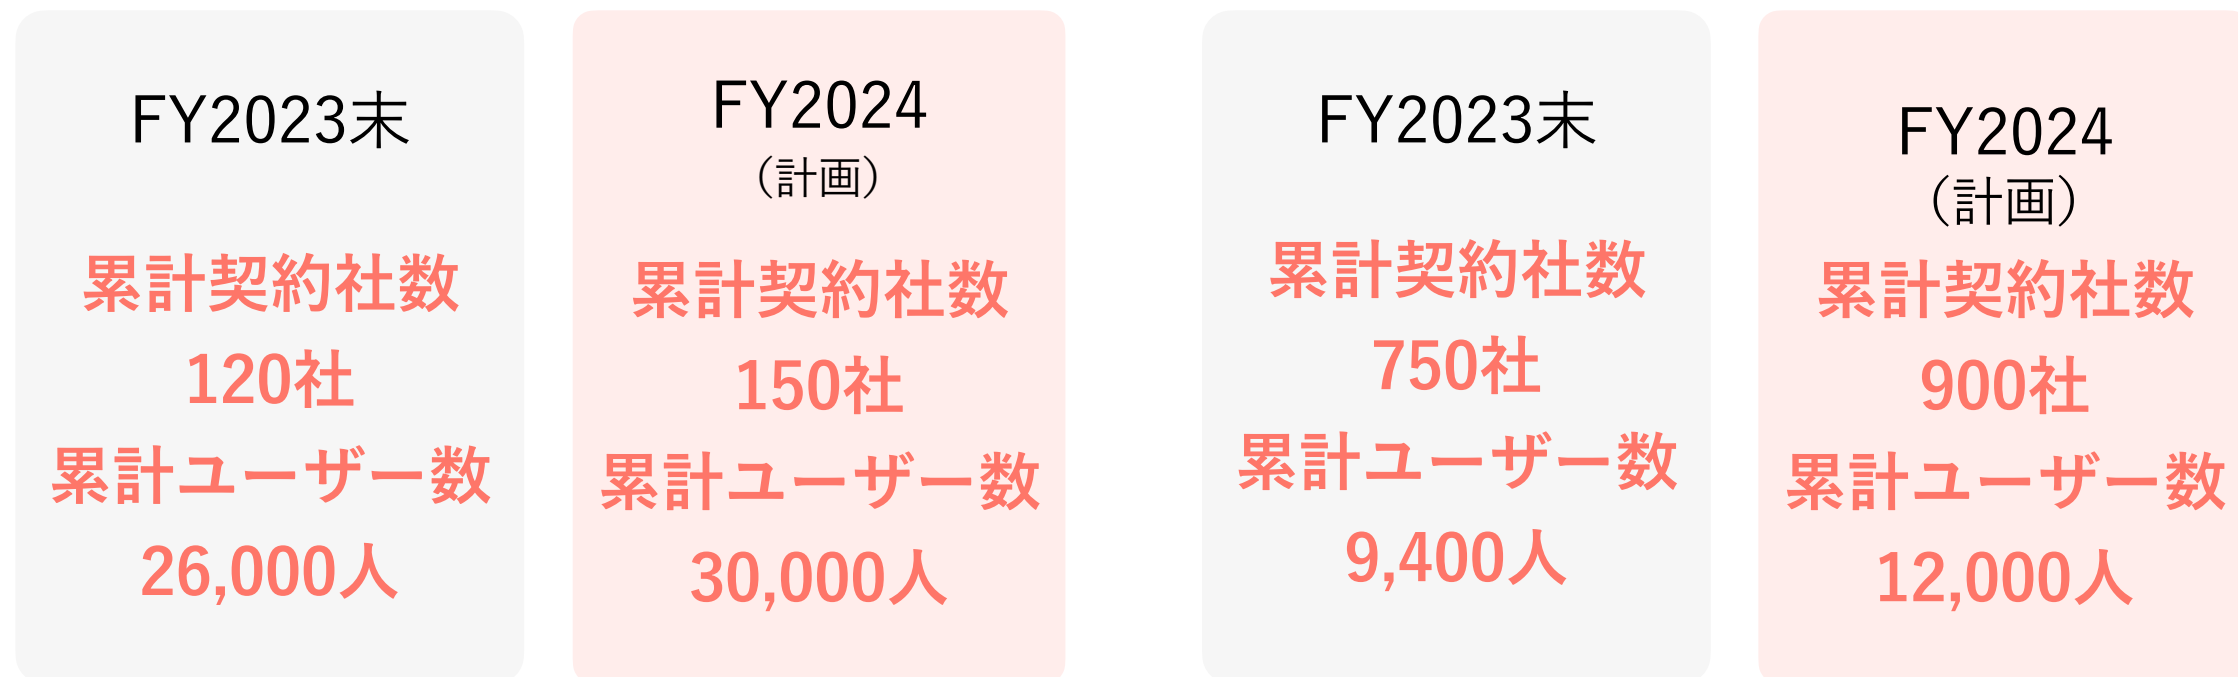 FY2023末
累計契約社数
120社
累計ユーザー数
26,000人
FY2024
（計画）
累計契約社数
150社
累計ユーザー数
30,000人
FY2023末
累計契約社数
750社
累計ユーザー数
9,400人
FY2024
（計画）
累計契約社数
900社
累計ユーザー数
12,000人